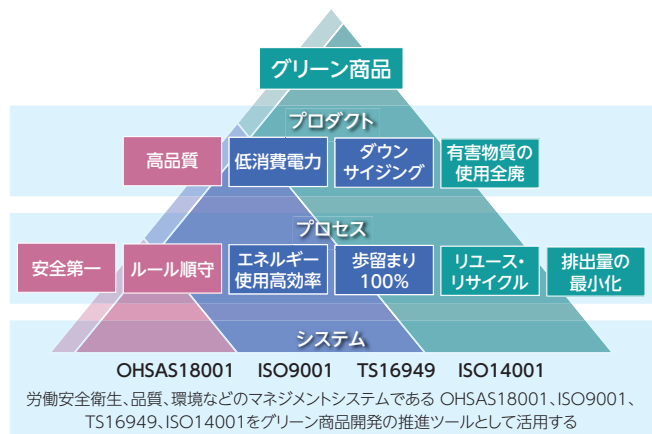 グリーン商品
プロダクト
高品質
低消費電力
ダウン
サイジング
有害物質の
使用全廃
プロセス
安全第一
ルール順守
エネルギー
使用高効率
歩留まり
100%
リユース・
リサイクル
排出量の
最小化
システム
OHSAS18001 ISO9001 TS16949 ISO14001
労働安全衛生、品質、環境などのマネジメントシステムである OHSAS18001、ISO9001、
TS16949、ISO14001をグリーン商品開発の推進ツールとして活用する